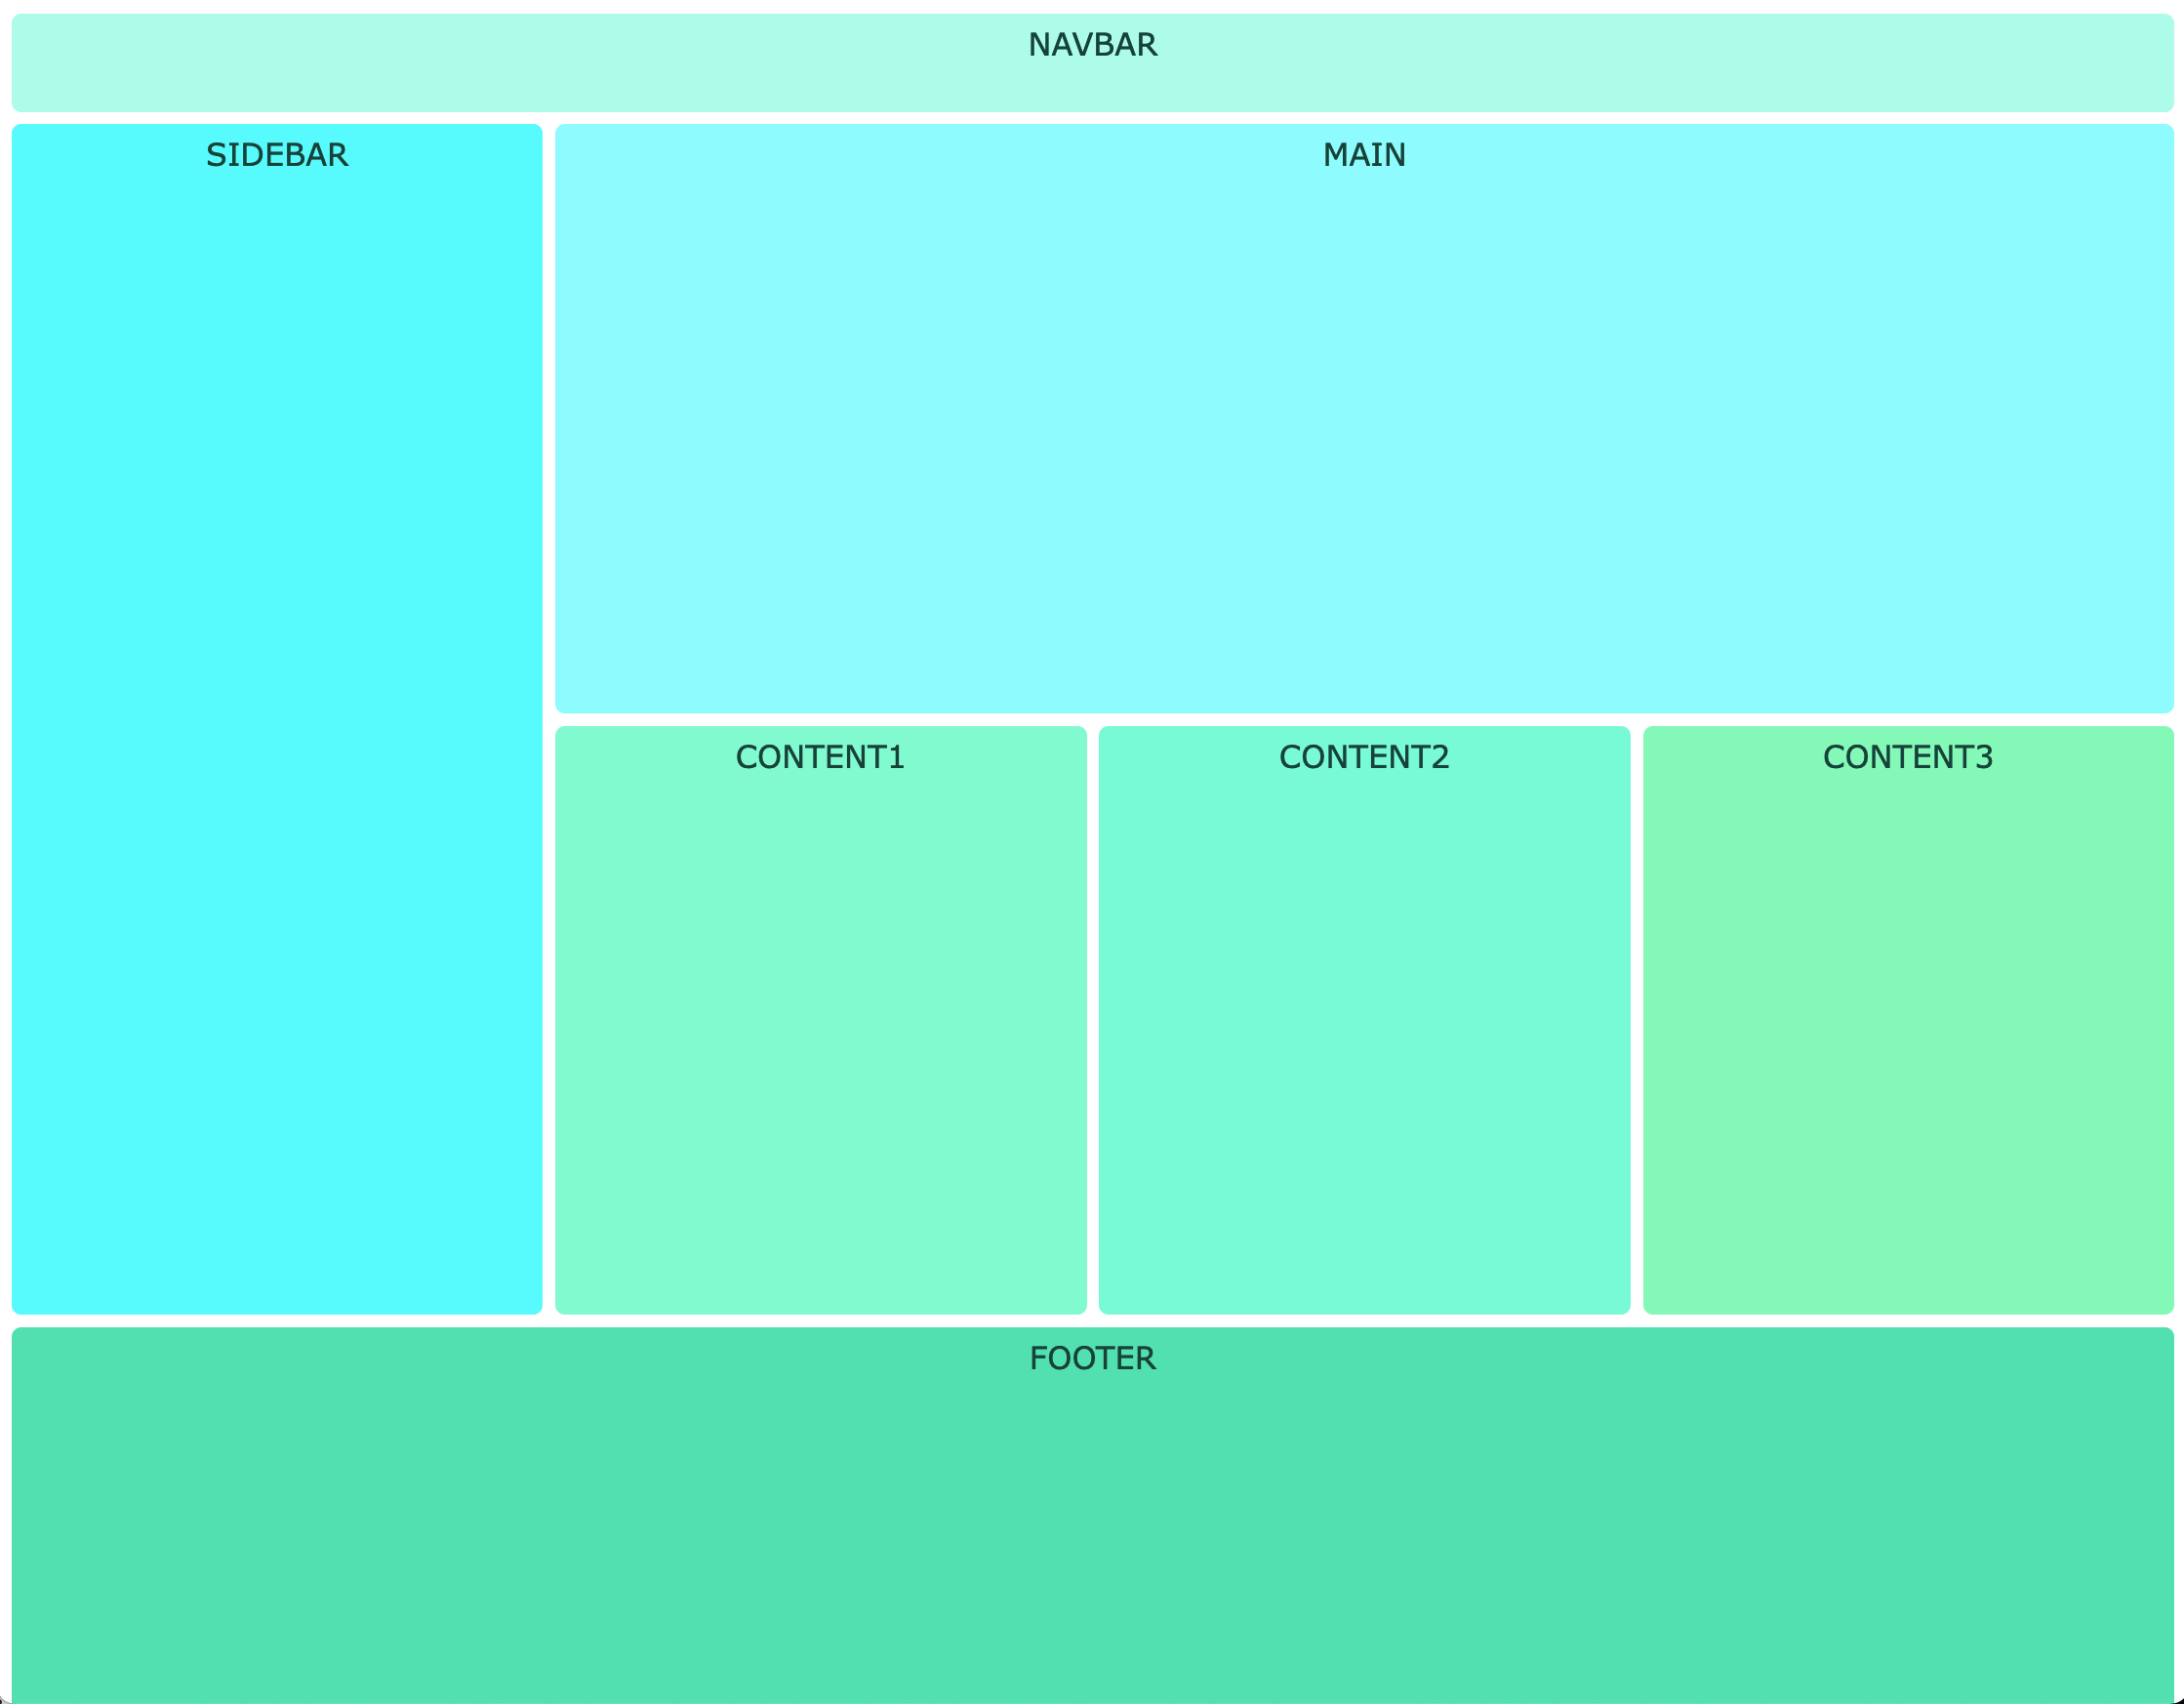 NAVBAR
SIDEBAR
MAIN
CONTENT1
CONTENT2
CONTENT3
FOOTER